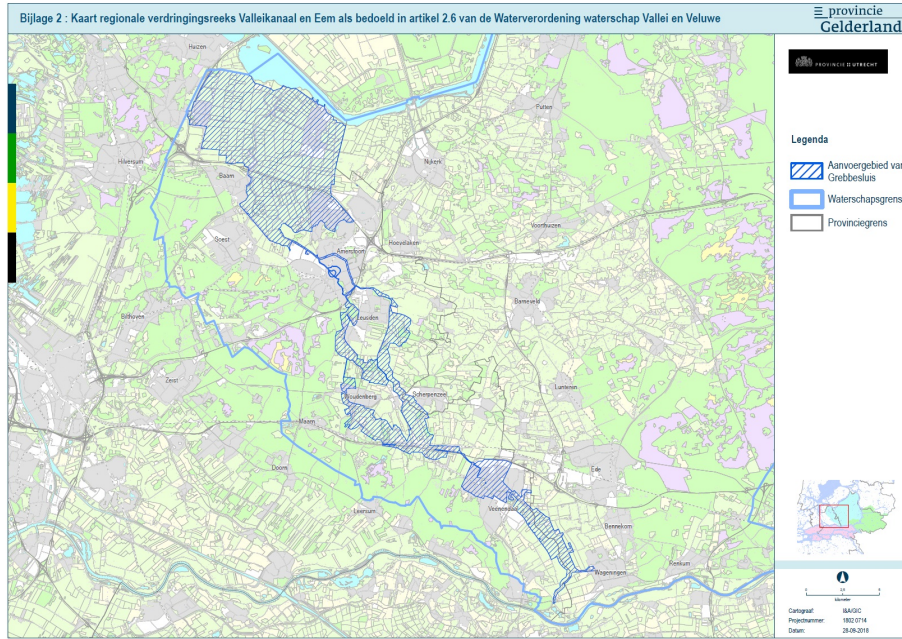 Bijlage 2 : Kaart regionale verdringingsreeks Valleikanaal en Eem als bedoeld in artikel 2.6 van de Waterverordening waterschap Vallei en Veluwe
provincie
Gelderland
PROVINCIE UTRECHT
Legenda
Aanvoergebied van
Grebbesluis
Waterschapsgrens
Provinciegrens
Huizen
Putten
Hilversum
Nijkerk
Baarn
Voorthuizen
Soest
Hoevelaken
Amersfoort
Barneveld
Bilthoven
Leusden
Zeist
Lunteren
Woudenberg
Scherpenzeel
Maarn
Doorn
Ede
Leersum
Veenendaal
Bennekom
Wageningen
Renkum
kilometer
Cartograaf: I&A/GIC
Projectnummer: 1802 0714
Datum: 28-09-2018